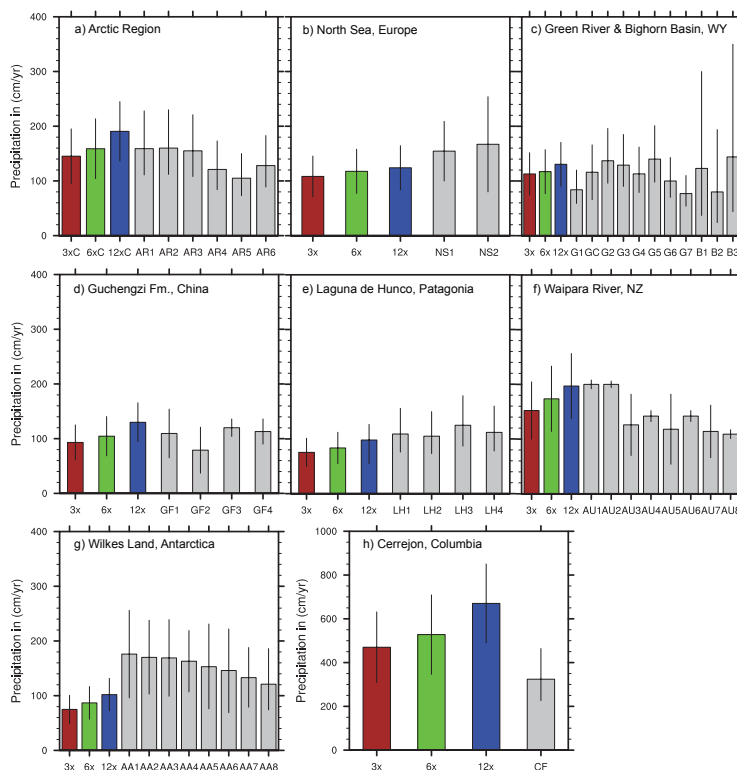 a) Arctic Region
b) North Sea, Europe
c) Green River & Bighorn Basin, WY
Precipitation in (cm/yr)
400
300
200
100
0
3xC 6xC 12xC AR1 AR2 AR3 AR4 AR5 AR6
3x 6x 12x NS1 NS2
3x 6x 12x G1 GC G2 G3 G4 G5 G6 G7 B1 B2 B3
d) Guchengzi Fm., China
e) Laguna de Hunco, Patagonia
f) Waipara River, NZ
Precipitation in (cm/yr)
400
300
200
100
0
3x 6x 12x GF1 GF2 GF3 GF4
3x 6x 12x LH1 LH2 LH3 LH4
3x 6x 12x AU1 AU2 AU3 AU4 AU5 AU6 AU7 AU8
g) Wilkes Land, Antarctica
Precipitation in (cm/yr)
400
300
200
100
0
3x 6x 12x AA1 AA2 AA3 AA4 AA5 AA6 AA7 AA8
h) Cerrejon, Columbia
Precipitation in (cm/yr)
1000
800
600
400
200
0
3x 6x 12x CF